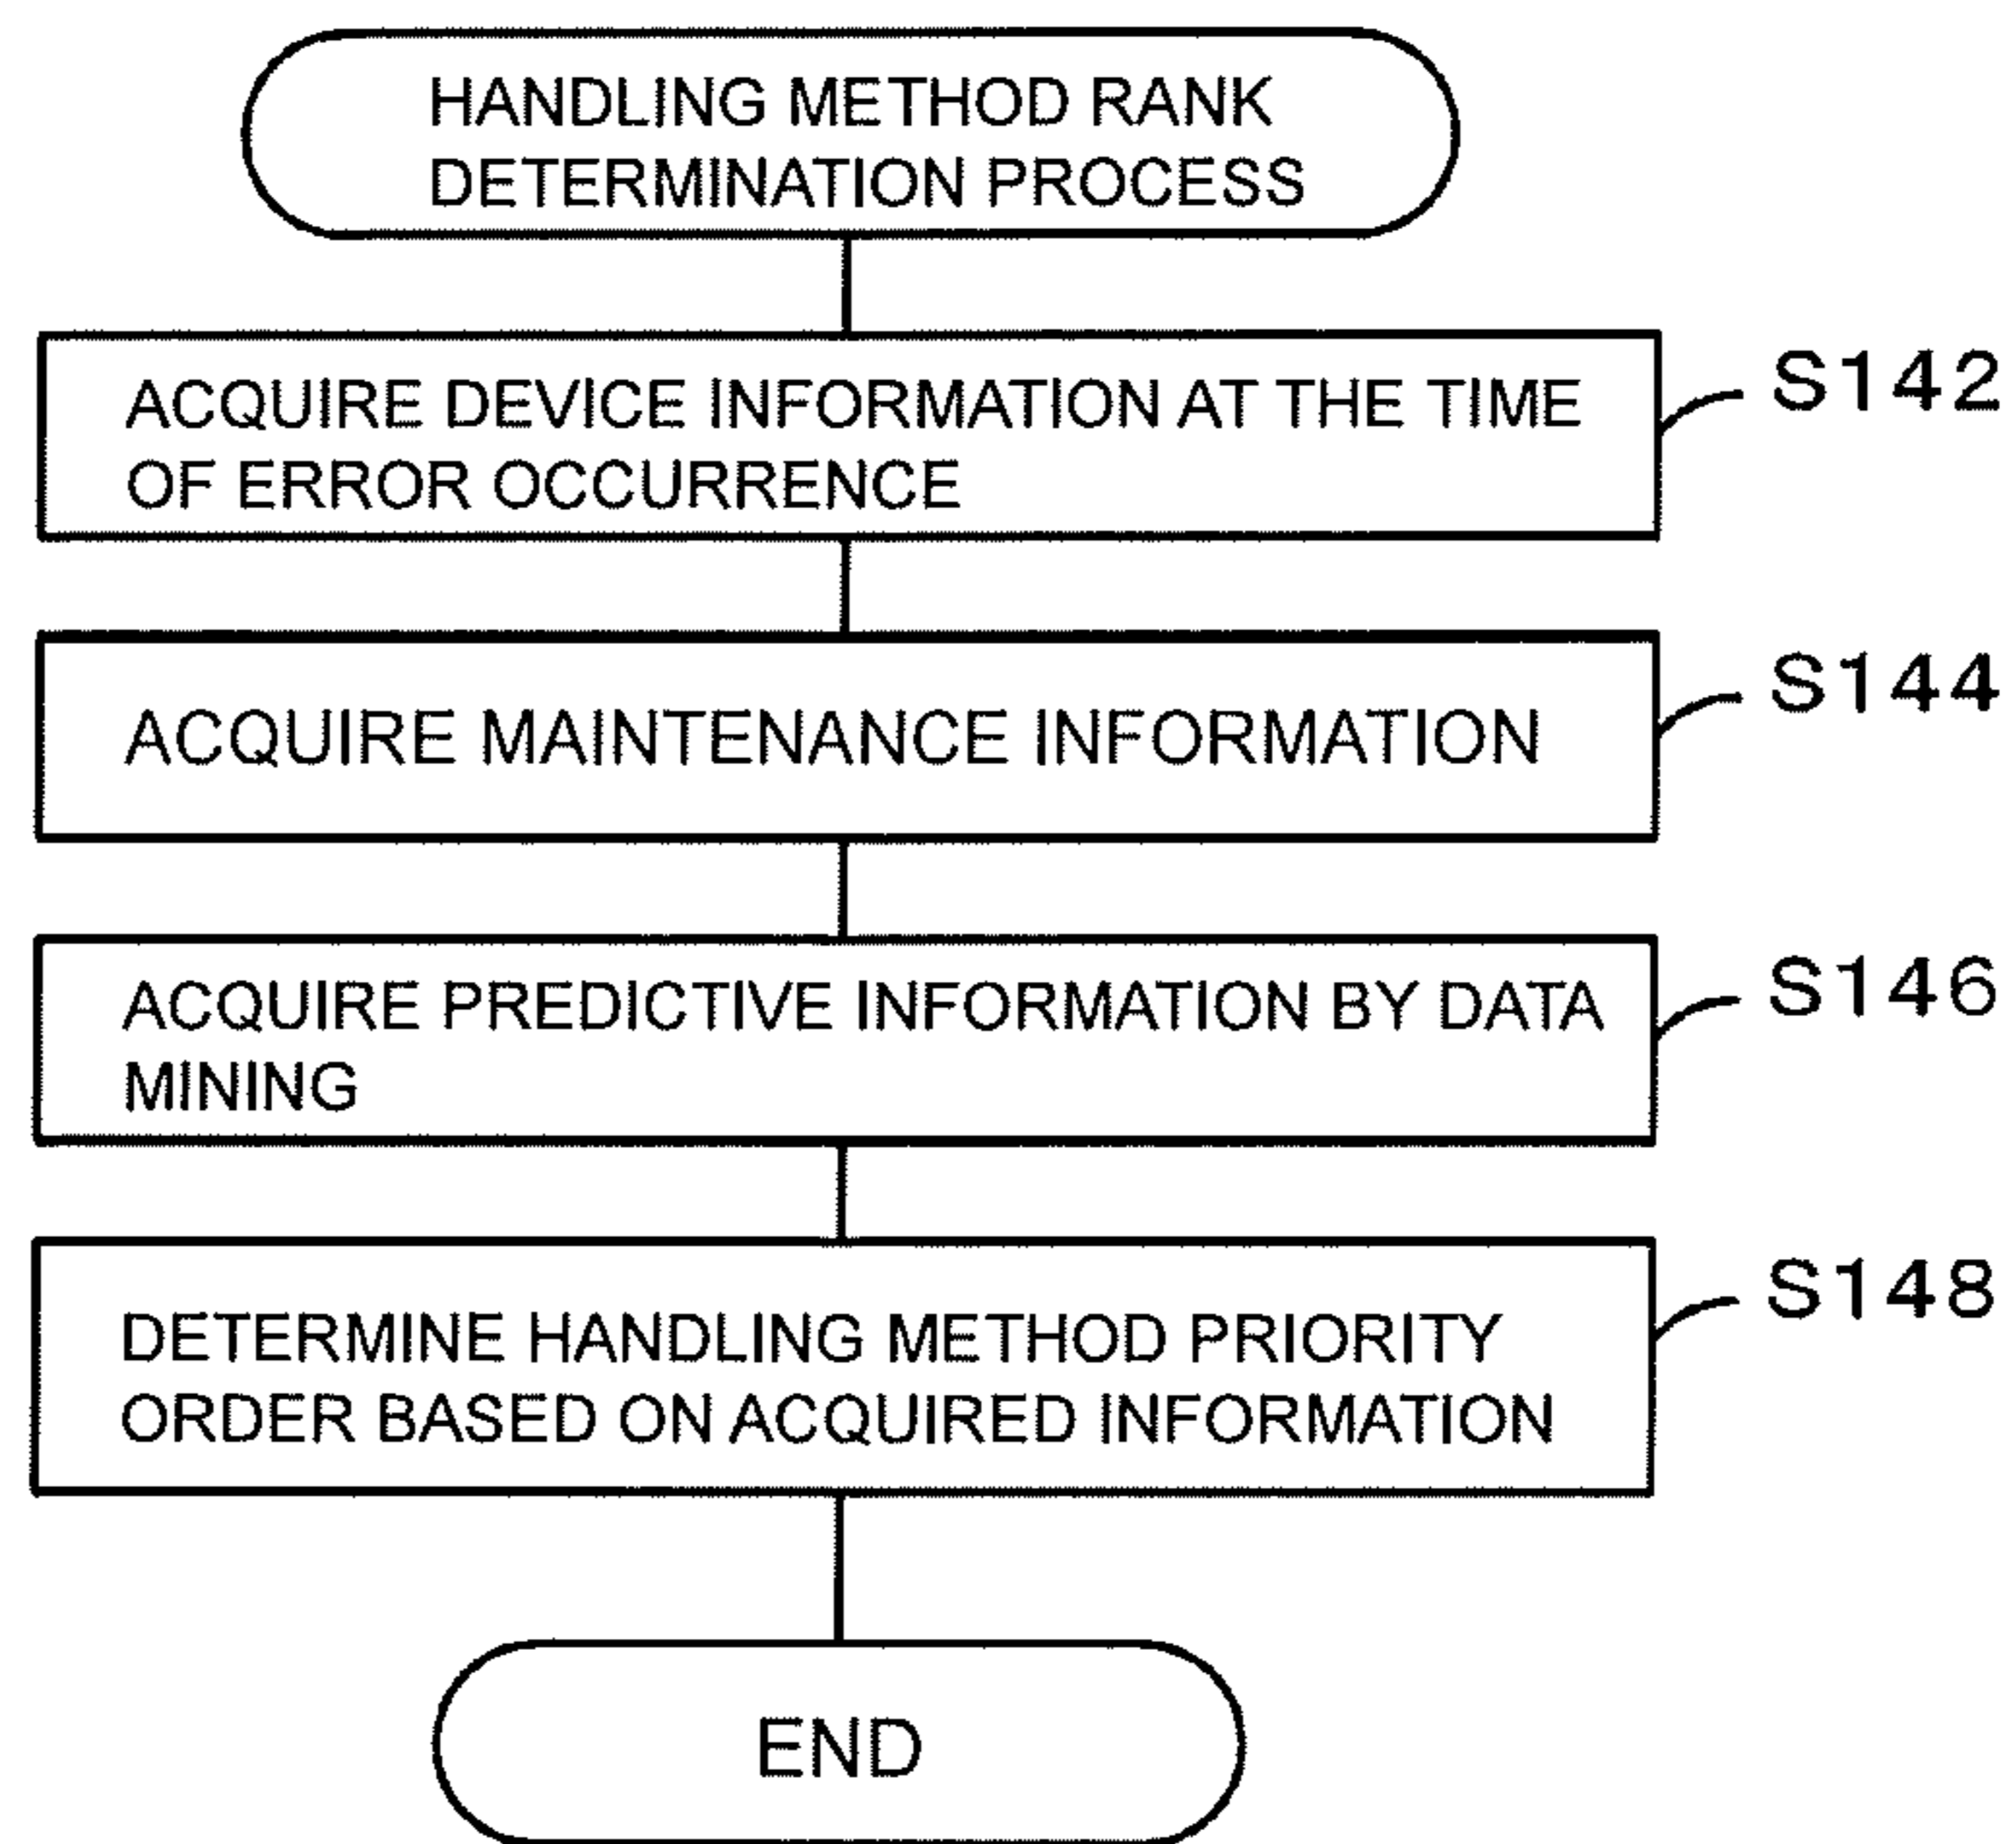 HANDLING METHOD RANK
DETERMINATION PROCESS
ACQUIRE DEVICE INFORMATION AT THE TIME
OF ERROR OCCURRENCE
S142
ACQUIRE MAINTENANCE INFORMATION
S144
ACQUIRE PREDICTIVE INFORMATION BY DATA
MINING
S146
DETERMINE HANDLING METHOD PRIORITY
ORDER BASED ON ACQUIRED INFORMATION
S148
END